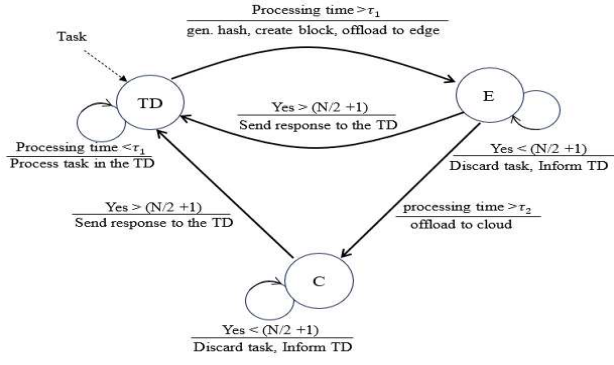 Processing time >τ₁
gen. hash, create block, offload to edge
Task
TD
E
Yes > (N/2 +1)
Send response to the TD
Processing time <τ₁
Process task in the TD
Yes < (N/2 +1)
Discard task, Inform TD
Yes > (N/2 +1)
Send response to the TD
processing time >τ₂
offload to cloud
C
Yes < (N/2 +1)
Discard task, Inform TD